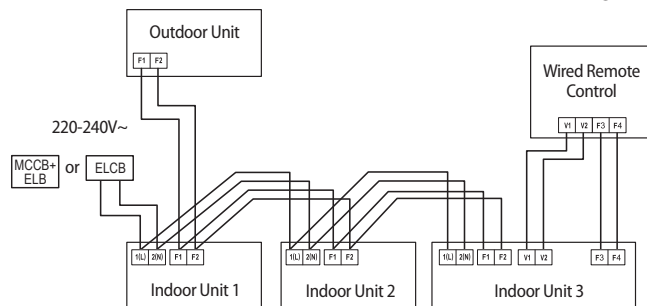 Outdoor Unit
F1 F2
Wired Remote
Control
V1 V2 F3 F4
220-240V~
MCCB+
ELB
or
ELCB
1(L) 2(N) F1 F2
1(L) 2(N) F1 F2
1(L) 2(N) F1 F2 V1 V2 F3 F4
Indoor Unit 1
Indoor Unit 2
Indoor Unit 3